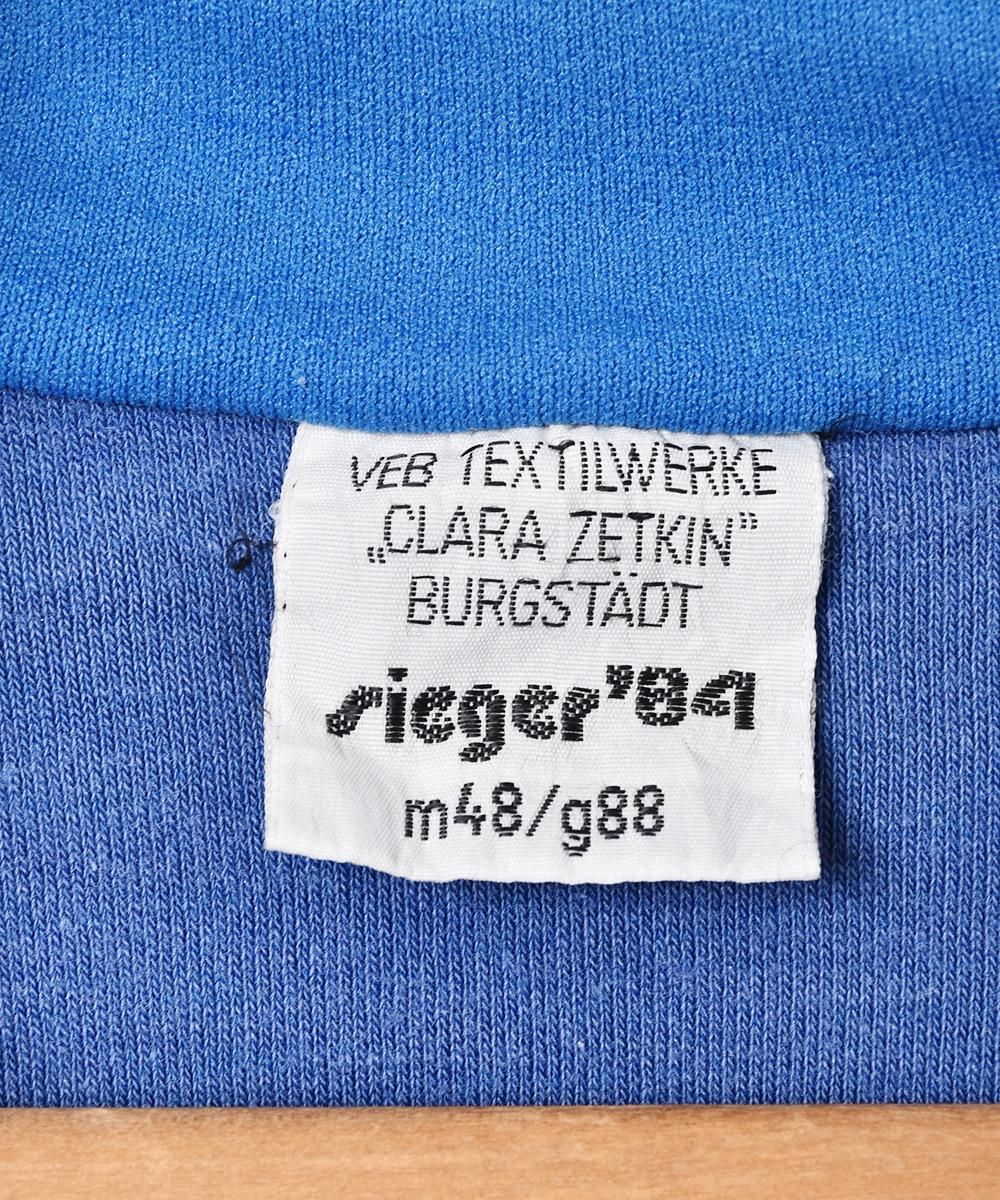 VEB TEXTILWERKE
„CLARA ZETKIN”
BURGSTÄDT
sieger'84
m48/g88